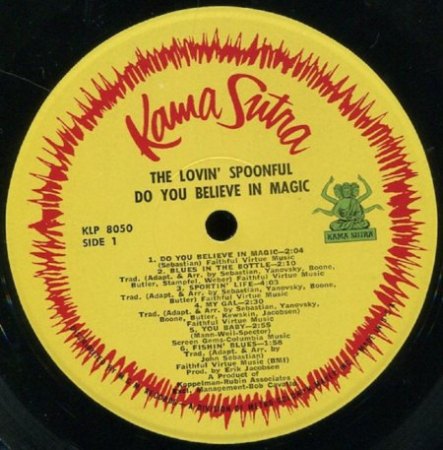 Kama Sutra
THE LOVIN' SPOONFUL
DO YOU BELIEVE IN MAGIC
KLP 8050
SIDE 1
KAMA SUTRA
1. DO YOU BELIEVE IN MAGIC—2:04
(Sebastian) Faithful Virtue Music
2. BLUES IN THE BOTTLE—2:10
Trad. (Adapt. & Arr. by Sebastian, Yanovsky, Boone,
Butler, Stampfel, Weber) Faithful Virtue Music
3. SPORTIN' LIFE—4:03
Trad. (Adapt. & Arr. by Sebastian, Yanovsky, Boone,
Butler) Faithful Virtue Music
4. MY GAL—2:30
Trad. (Adapt. & Arr. by Sebastian, Yanovsky,
Boone, Butler, Kewskin, Jacobsen)
Faithful Virtue Music
5. YOU BABY—2:55
(Mann-Weil-Spector)
Screen Gems-Columbia Music
6. FISHIN' BLUES—1:58
Trad. (Adapt. & Arr. by
John Sebastian)
Faithful Virtue Music (BMI)
Prod. by Erik Jacobsen
A Product of
Koppelman-Rubin Associates
Management-Bob Cavallo
A DIVISION OF METRO